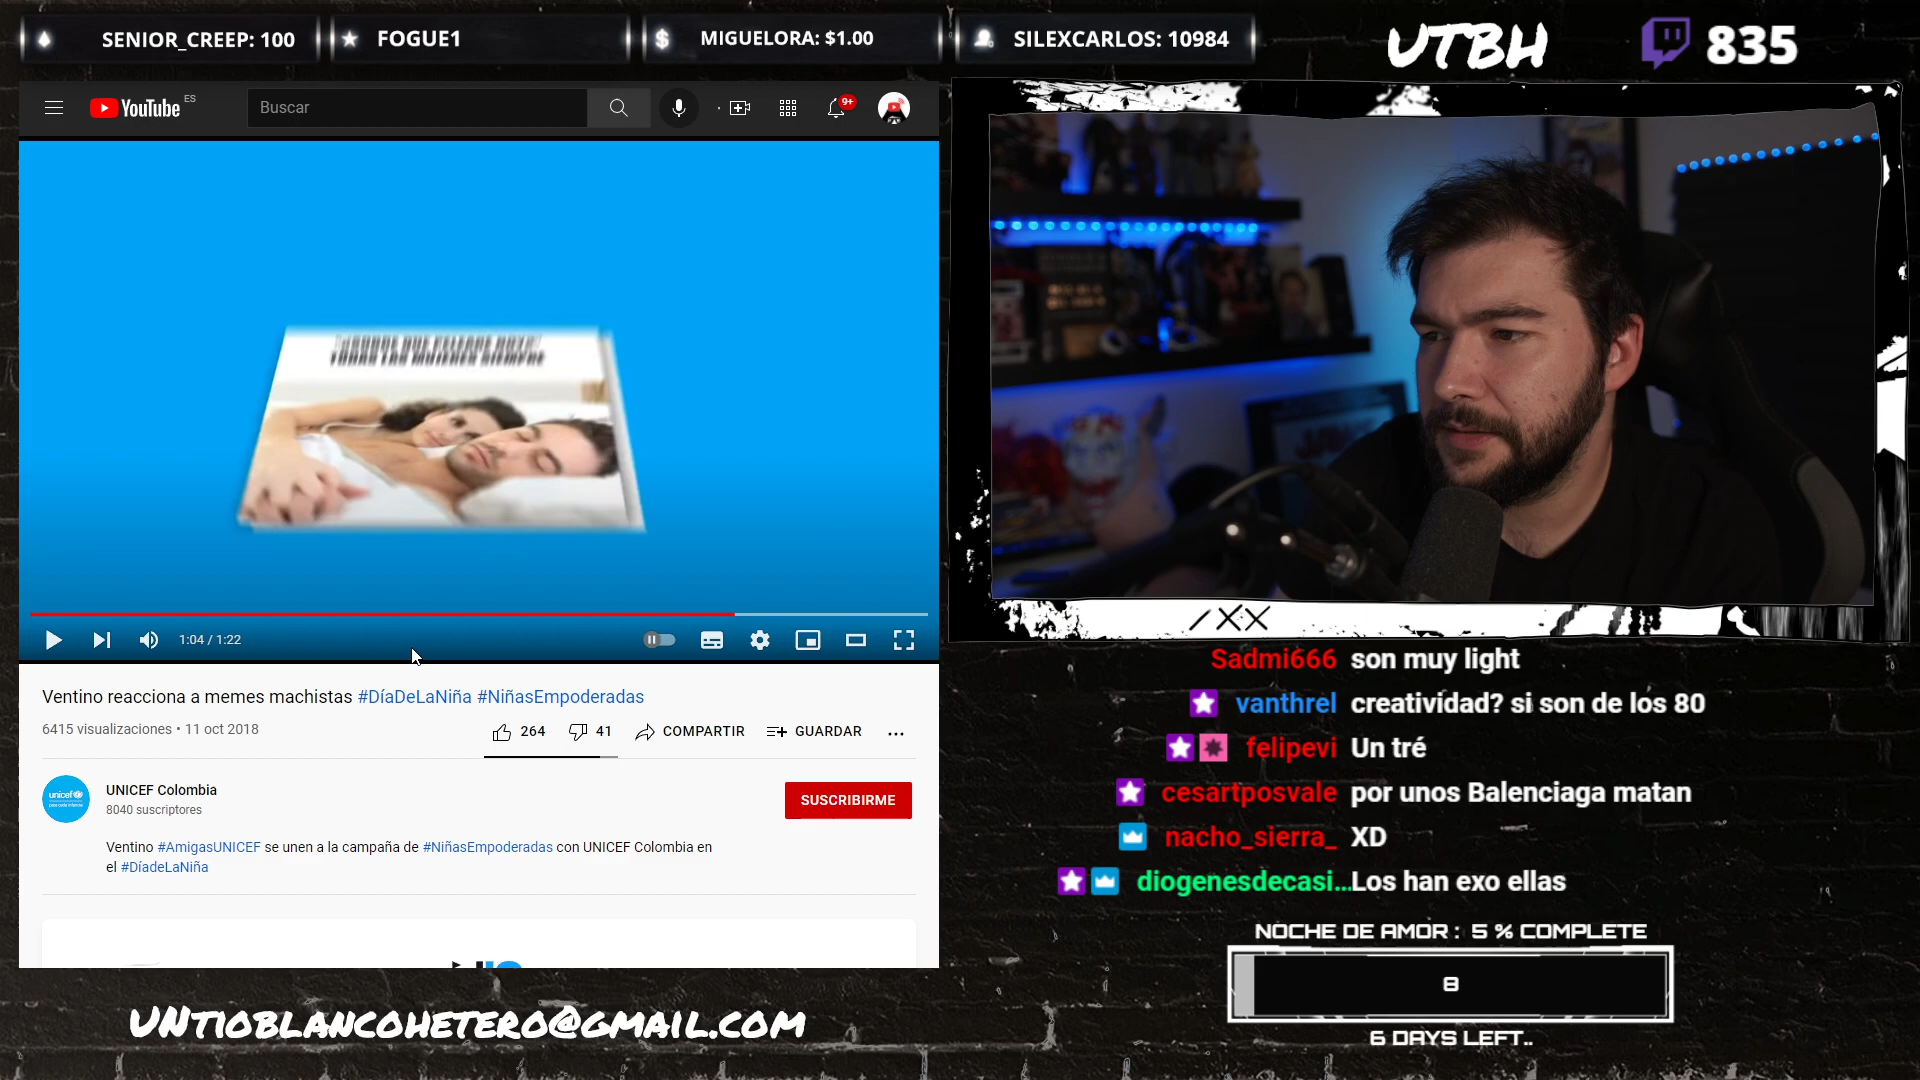 SENIOR_CREEP: 100
FOGUE1
MIGUELORA: $1.00
SILEXCARLOS: 10984
UTBH
835
YouTube ES
Buscar
9+
1:04 / 1:22
Ventino reacciona a memes machistas #DíaDeLaNiña #NiñasEmpoderadas
6415 visualizaciones • 11 oct 2018
264
41
COMPARTIR
GUARDAR
unicef
UNICEF Colombia
8040 suscriptores
SUSCRIBIRME
Ventino #AmigasUNICEF se unen a la campaña de #NiñasEmpoderadas con UNICEF Colombia en
el #DíadeLaNiña
UNtioblancohetero@gmail.com
/XX
Sadmi666 son muy light
vanthrel creatividad? si son de los 80
felipevi Un tré
cesartposvale por unos Balenciaga matan
nacho_sierra_ XD
diogenesdecasi... Los han exo ellas
NOCHE DE AMOR : 5 % COMPLETE
8
6 DAYS LEFT..